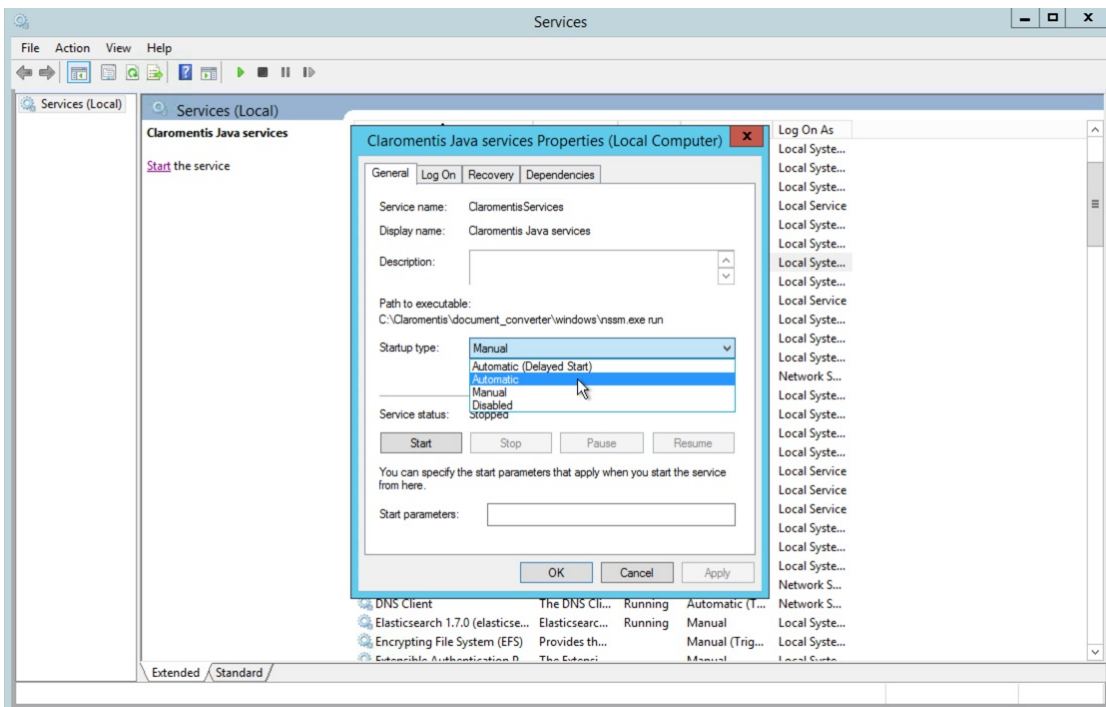 Services
File Action View Help
Services (Local)
Services (Local)
Claromentis Java services
Start the service
Log On As
Local Syste...
Local Syste...
Local Syste...
Local Service
Local Syste...
Local Syste...
Local Syste...
Local Syste...
Local Service
Local Syste...
Local Syste...
Local Syste...
Network S...
Local Syste...
Local Syste...
Local Syste...
Local Syste...
Local Service
Local Service
Local Service
Local Syste...
Local Syste...
Local Syste...
Network S...
Claromentis Java services Properties (Local Computer)
General Log On Recovery Dependencies
Service name: ClaromentisServices
Display name: Claromentis Java services
Description:
Path to executable:
C:\Claromentis\document_converter\windows\nssm.exe run
Startup type: Manual
Automatic (Delayed Start)
Automatic
Manual
Disabled
Service status: Stopped
Start Stop Pause Resume
You can specify the start parameters that apply when you start the service
from here.
Start parameters:
OK Cancel Apply
DNS Client The DNS Cli... Running Automatic (T... Network S...
Elasticsearch 1.7.0 (elasticse... Elasticsearc... Running Manual Local Syste...
Encrypting File System (EFS) Provides th... Manual (Trig... Local Syste...
Extensible Authentication P... The Extensi... Manual Local Syste...
Extended Standard